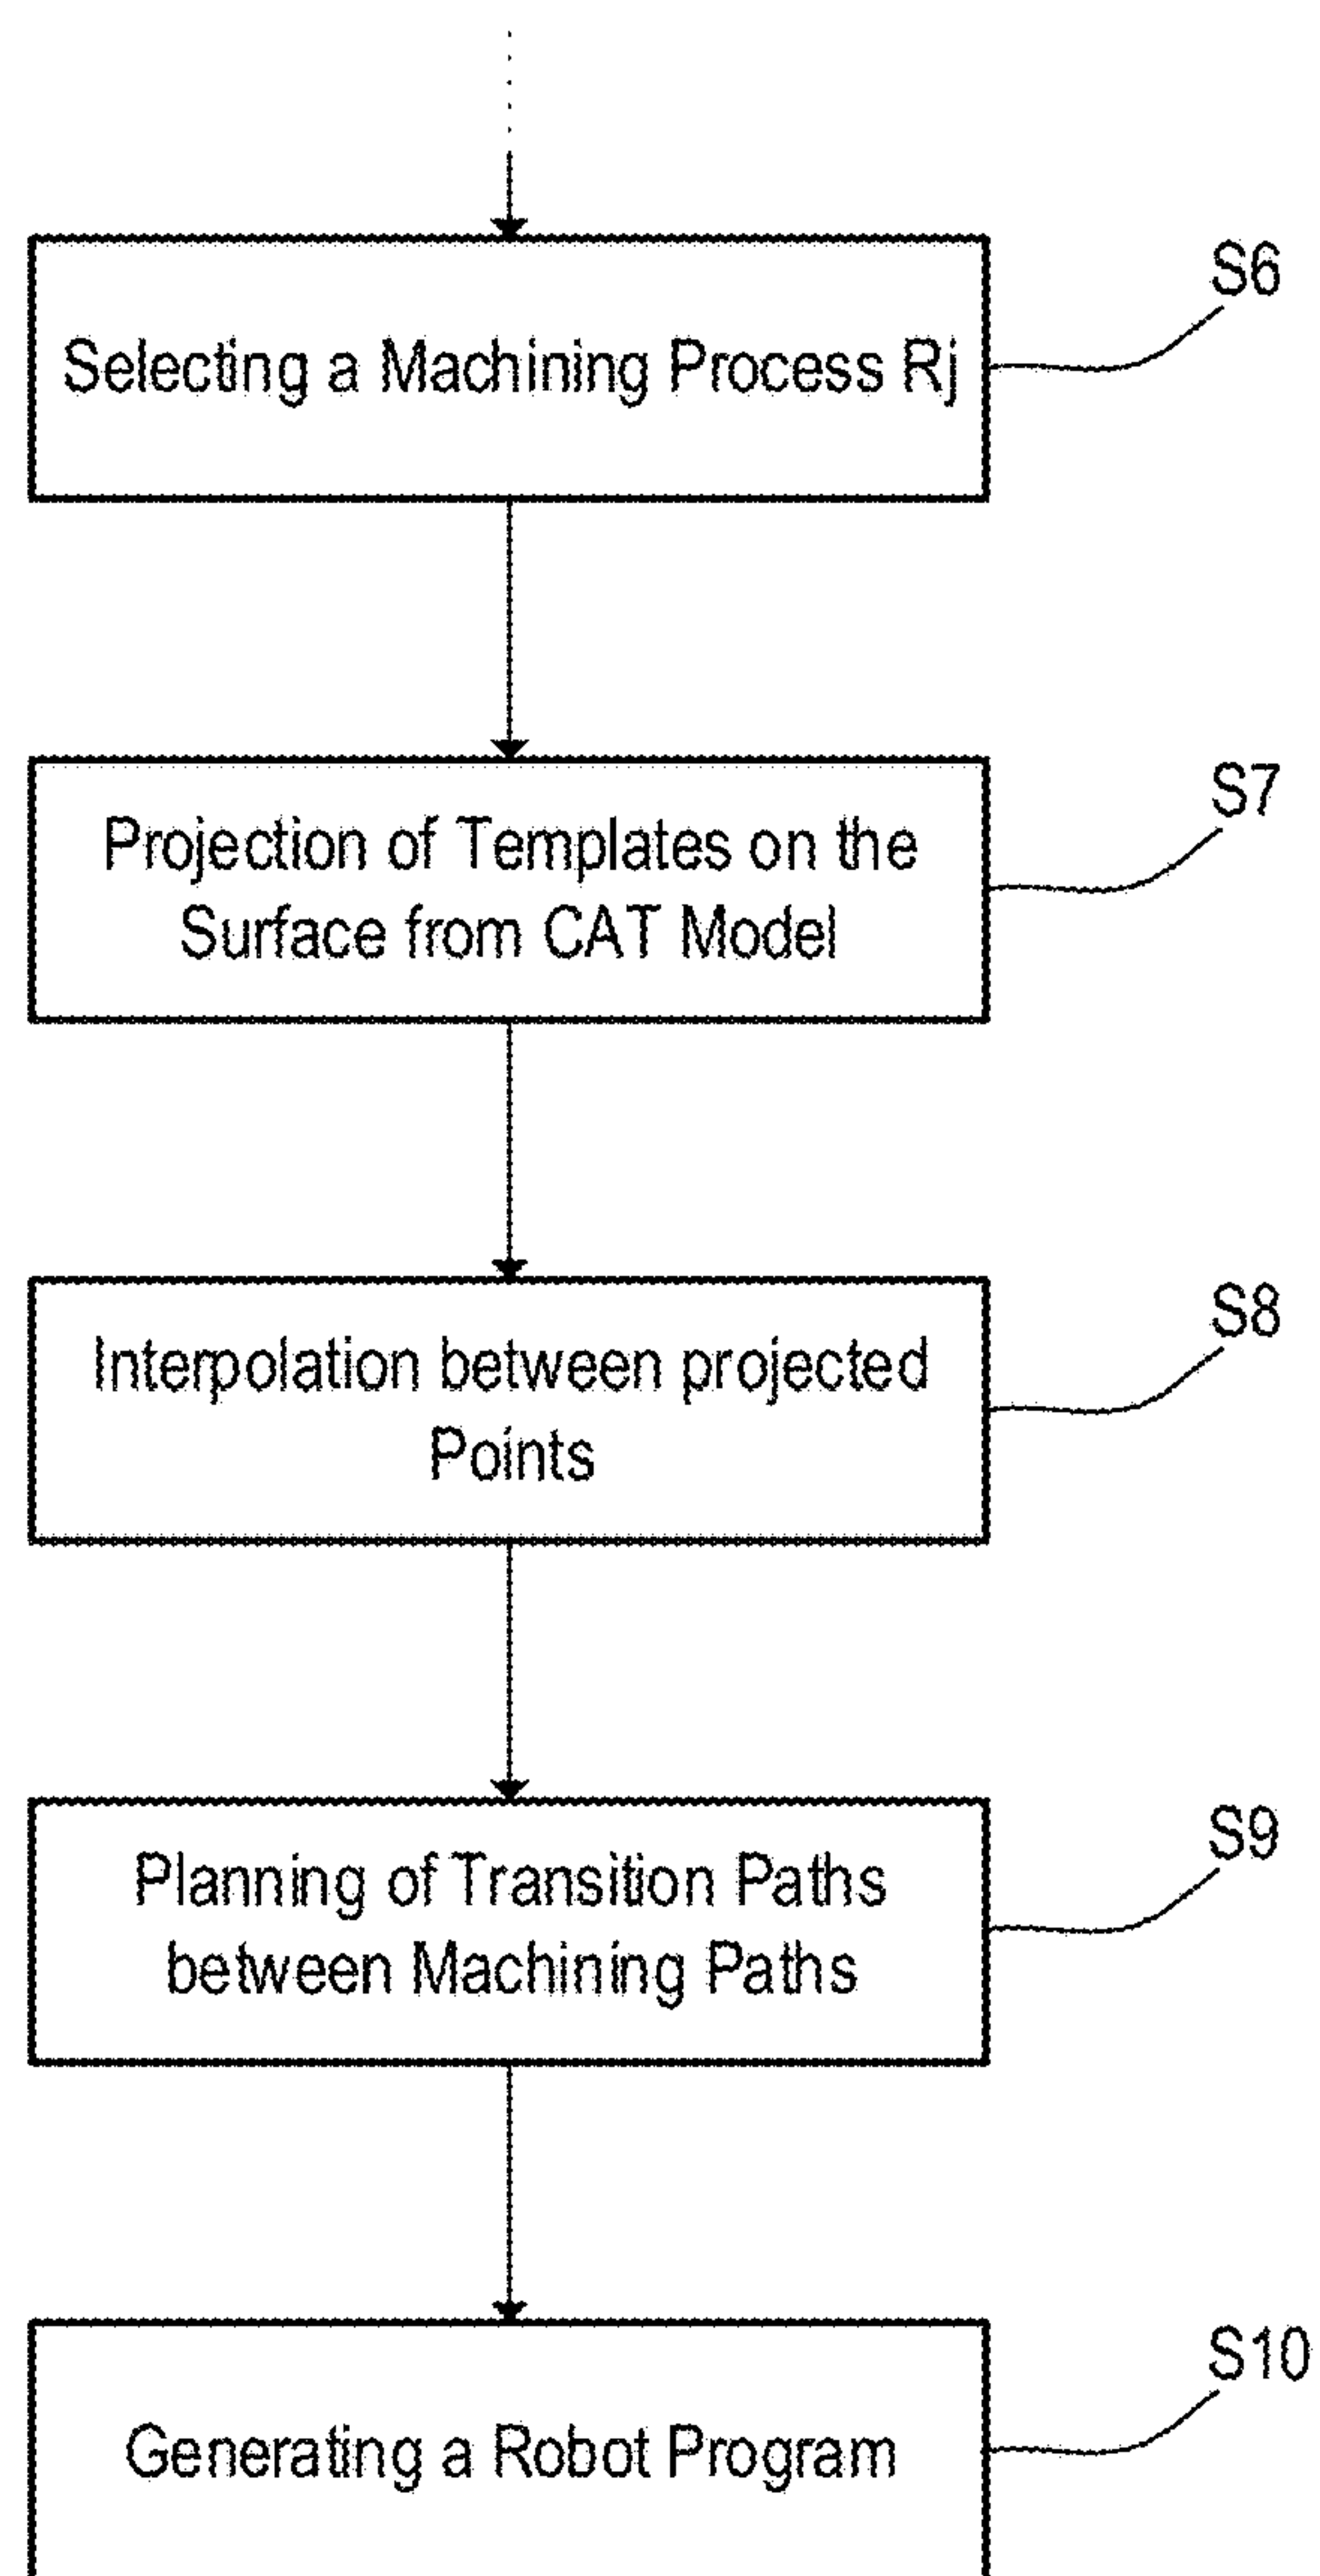 S6
Selecting a Machining Process Rj
S7
Projection of Templates on the
Surface from CAT Model
S8
Interpolation between projected
Points
S9
Planning of Transition Paths
between Machining Paths
S10
Generating a Robot Program